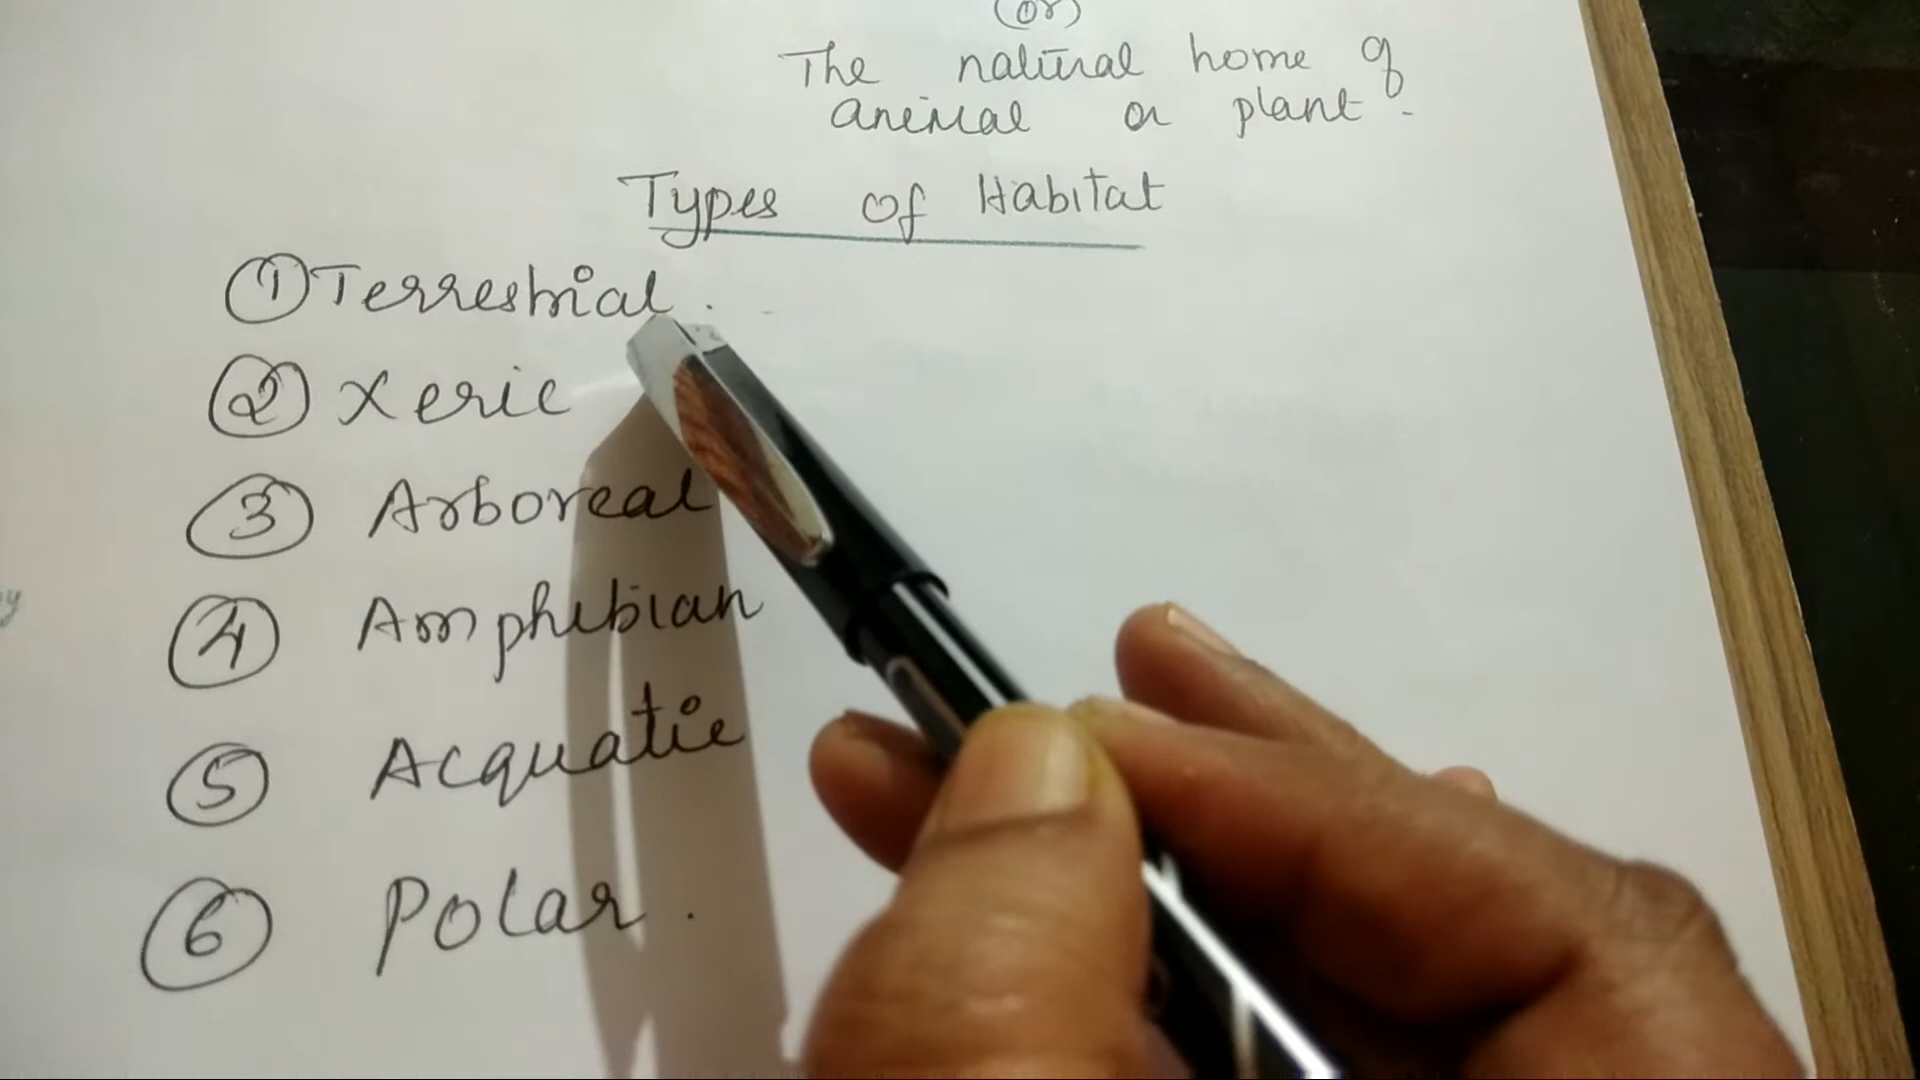 (or)
The natural home of
animal or plant.
Types of Habitat
① Terrestrial.
② Xeric
③ Arboreal
④ Amphibian
⑤ Acquatic
⑥ Polar.